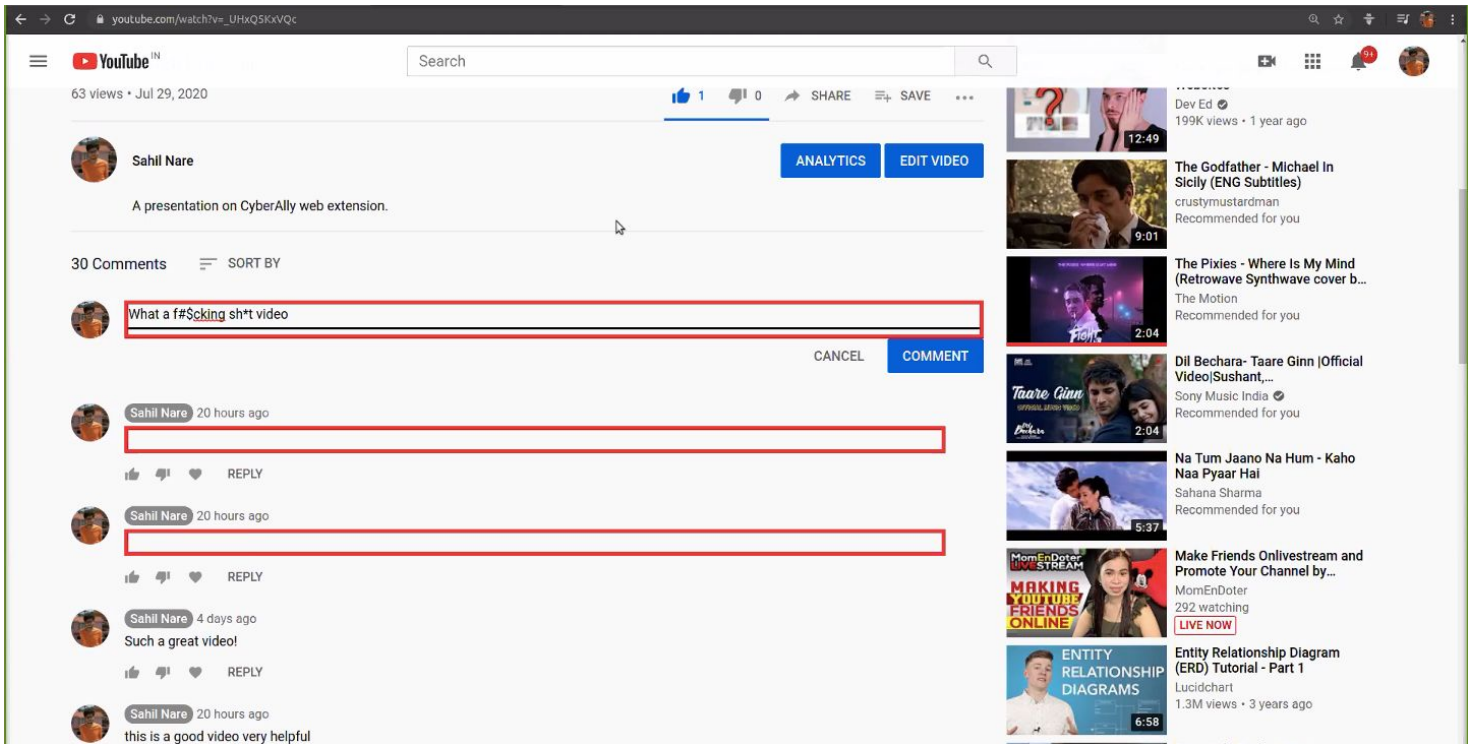 youtube.com/watch?v=_UHxQSKxVQc
YouTube IN
Search
9+
63 views • Jul 29, 2020
1
0
SHARE
SAVE
Sahil Nare
ANALYTICS
EDIT VIDEO
A presentation on CyberAlly web extension.
30 Comments
SORT BY
What a f#$cking sh*t video
CANCEL
COMMENT
Sahil Nare 20 hours ago
REPLY
Sahil Nare 20 hours ago
REPLY
Sahil Nare 4 days ago
Such a great video!
REPLY
Sahil Nare 20 hours ago
this is a good video very helpful
12:49
Dev Ed
199K views • 1 year ago
9:01
The Godfather - Michael In
Sicily (ENG Subtitles)
crustymustardman
Recommended for you
FIGHT
2:04
The Pixies - Where Is My Mind
(Retrowave Synthwave cover b...
The Motion
Recommended for you
Taare Ginn
OFFICIAL MUSIC VIDEO
Dil Bechara
2:04
Dil Bechara- Taare Ginn |Official
Video|Sushant,...
Sony Music India
Recommended for you
5:37
Na Tum Jaano Na Hum - Kaho
Naa Pyaar Hai
Sahana Sharma
Recommended for you
MomEnDoter
LIVESTREAM
MAKING
YOUTUBE
FRIENDS
ONLINE
Make Friends Onlivestream and
Promote Your Channel by...
MomEnDoter
292 watching
LIVE NOW
ENTITY
RELATIONSHIP
DIAGRAMS
6:58
Entity Relationship Diagram
(ERD) Tutorial - Part 1
Lucidchart
1.3M views • 3 years ago